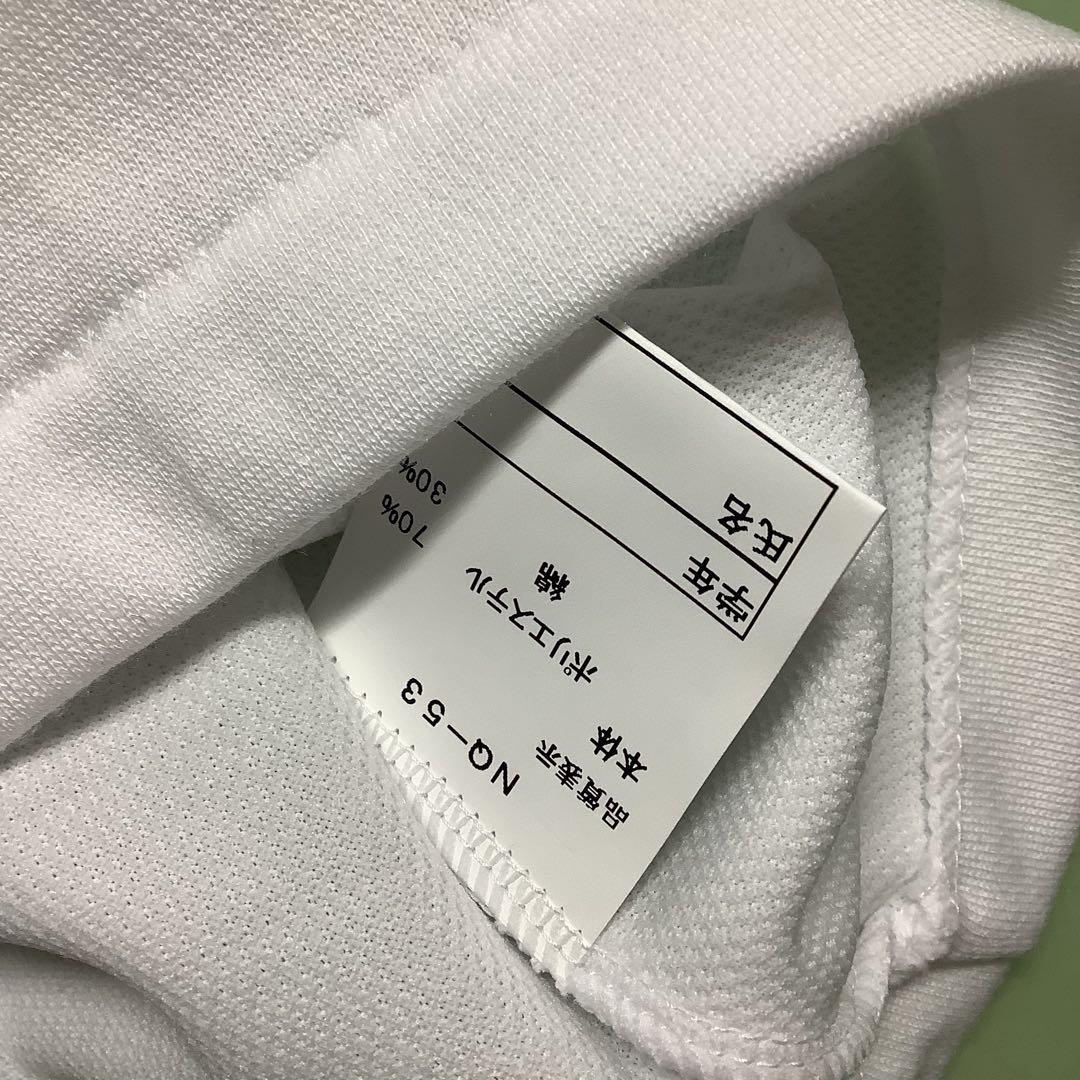 NQ-53
品質表示
本体
ポリエステル 70%
綿 30%
学年
氏名